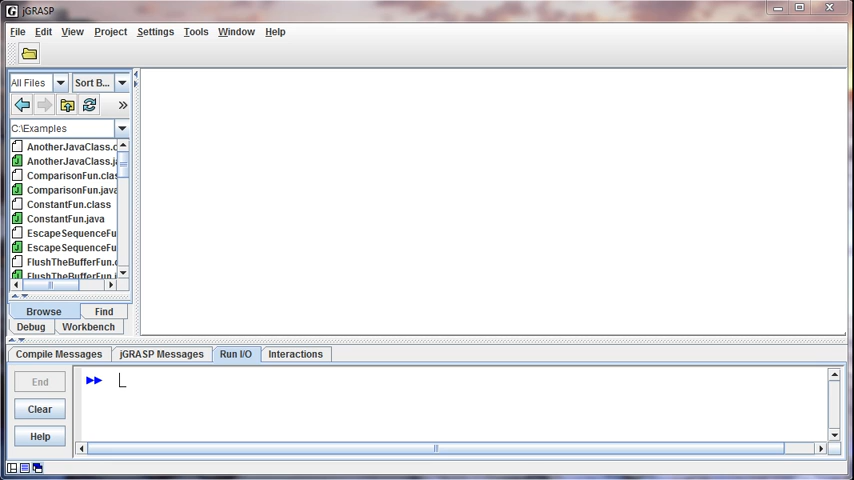 jGRASP
File Edit View Project Settings Tools Window Help
All Files Sort B...
»
C:\Examples
AnotherJavaClass.c
AnotherJavaClass.ja
ComparisonFun.clas
ComparisonFun.java
ConstantFun.class
ConstantFun.java
EscapeSequenceFu
EscapeSequenceFu
FlushTheBufferFun.c
FlushTheBufferFun.j
Browse Find
Debug Workbench
Compile Messages jGRASP Messages Run I/O Interactions
End
Clear
Help